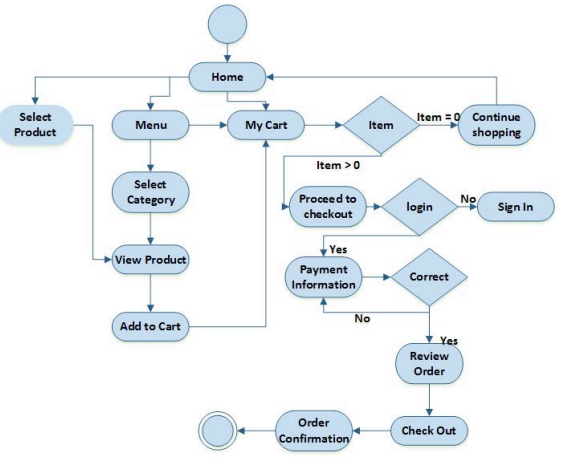 Home
Select
Product
Menu
My Cart
Item
Item = 0
Continue
shopping
Item > 0
Select
Category
Proceed to
checkout
login
No
Sign In
Yes
View Product
Payment
Information
Correct
No
Add to Cart
Yes
Review
Order
Order
Confirmation
Check Out